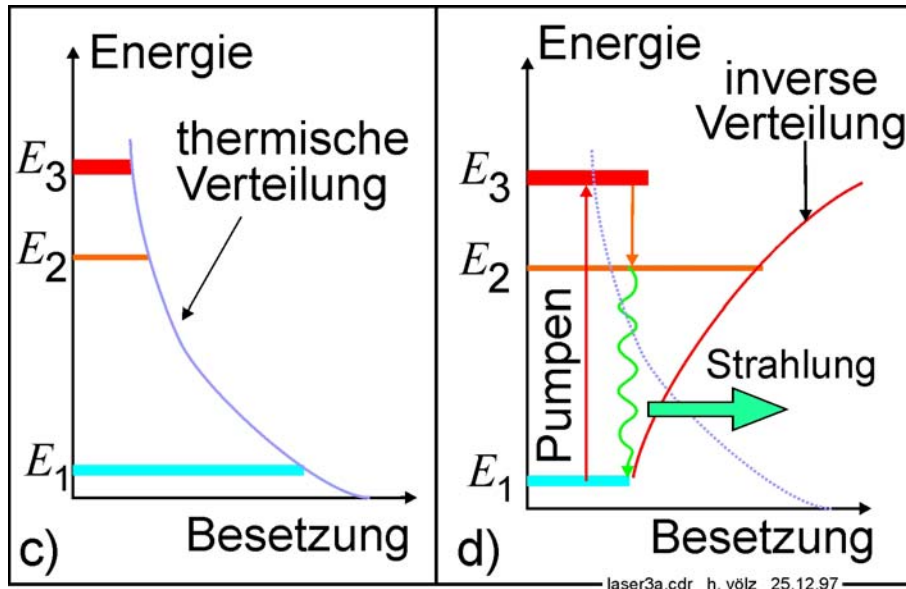 Energie
thermische
Verteilung
E3
E2
E1
Besetzung
c)
Energie
inverse
Verteilung
E3
E2
Pumpen
Strahlung
E1
Besetzung
d)
laser3a.cdr h. völz 25.12.97